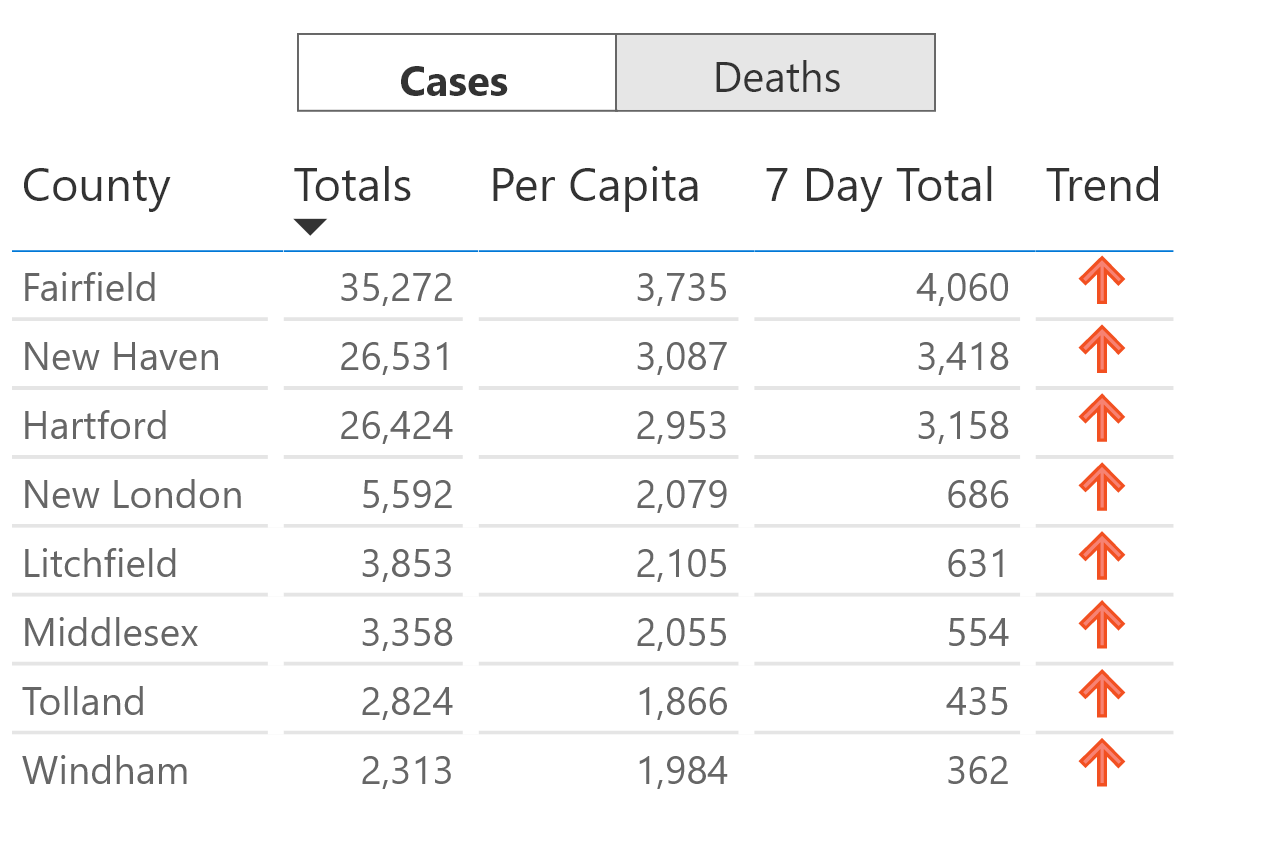 Cases Deaths
County Totals Per Capita 7 Day Total Trend
Fairfield 35,272 3,735 4,060
New Haven 26,531 3,087 3,418
Hartford 26,424 2,953 3,158
New London 5,592 2,079 686
Litchfield 3,853 2,105 631
Middlesex 3,358 2,055 554
Tolland 2,824 1,866 435
Windham 2,313 1,984 362